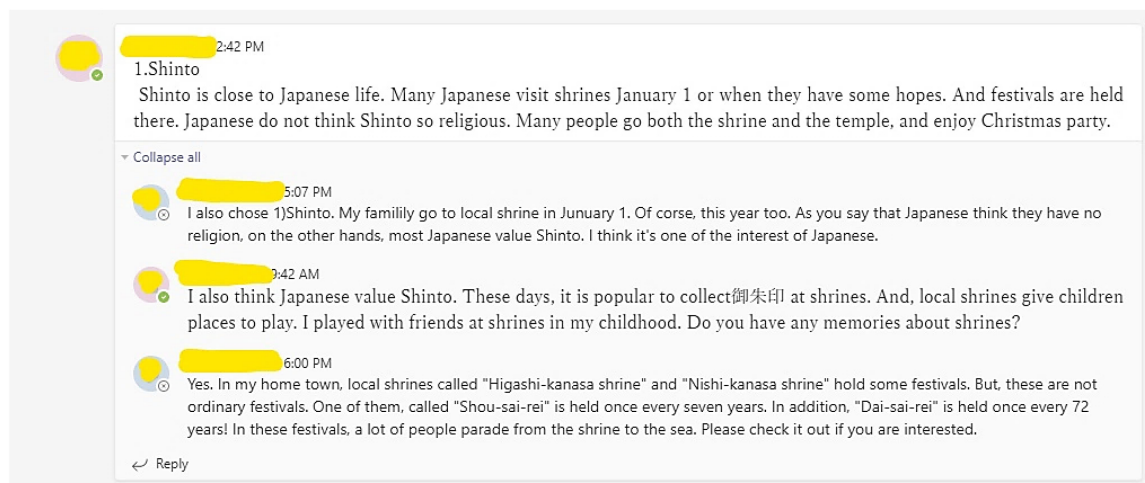 2:42 PM
1.Shinto
Shinto is close to Japanese life. Many Japanese visit shrines January 1 or when they have some hopes. And festivals are held
there. Japanese do not think Shinto so religious. Many people go both the shrine and the temple, and enjoy Christmas party.
Collapse all
5:07 PM
I also chose 1)Shinto. My familily go to local shrine in Junuary 1. Of corse, this year too. As you say that Japanese think they have no
religion, on the other hands, most Japanese value Shinto. I think it's one of the interest of Japanese.
9:42 AM
I also think Japanese value Shinto. These days, it is popular to collect御朱印 at shrines. And, local shrines give children
places to play. I played with friends at shrines in my childhood. Do you have any memories about shrines?
6:00 PM
Yes. In my home town, local shrines called "Higashi-kanasa shrine" and "Nishi-kanasa shrine" hold some festivals. But, these are not
ordinary festivals. One of them, called "Shou-sai-rei" is held once every seven years. In addition, "Dai-sai-rei" is held once every 72
years! In these festivals, a lot of people parade from the shrine to the sea. Please check it out if you are interested.
Reply